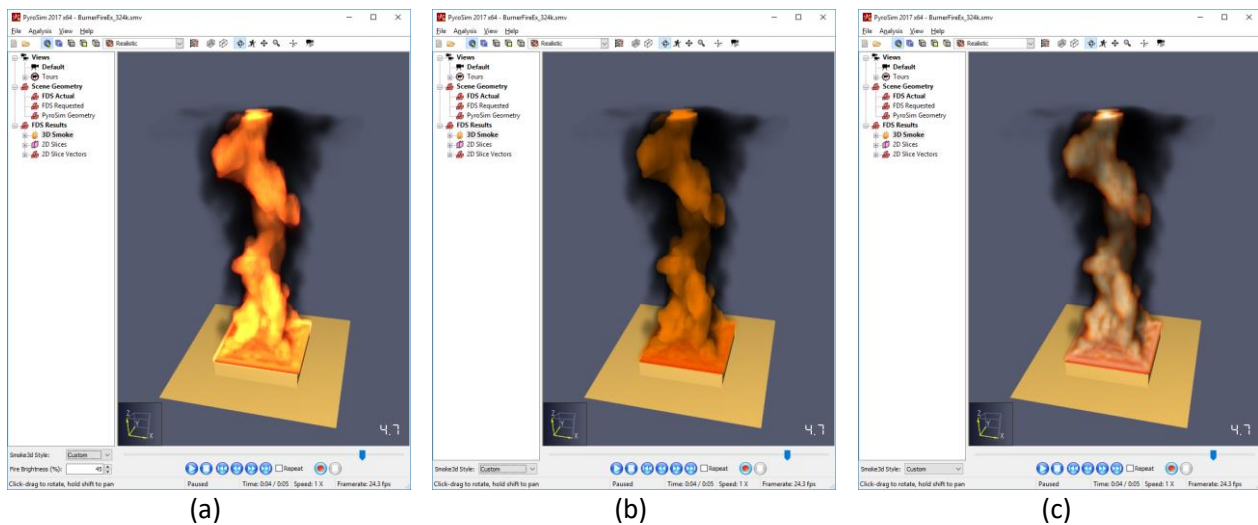 PyroSim 2017 x64 - BurnerFireEx_324k.smv
File Analysis View Help
Realistic
Views
Default
Tours
Scene Geometry
FDS Actual
FDS Requested
PyroSim Geometry
FDS Results
3D Smoke
2D Slices
2D Slice Vectors
Z
Y
X
4.7
Smoke3d Style: Custom
Fire Brightness (%): 45
Repeat
Click-drag to rotate, hold shift to pan Paused Time: 0:04 / 0:05 Speed: 1 X Framerate: 24.3 fps
(a)
PyroSim 2017 x64 - BurnerFireEx_324k.smv
File Analysis View Help
Realistic
Views
Default
Tours
Scene Geometry
FDS Actual
FDS Requested
PyroSim Geometry
FDS Results
3D Smoke
2D Slices
2D Slice Vectors
Z
Y
X
4.7
Smoke3d Style: Custom
Repeat
Click-drag to rotate, hold shift to pan Paused Time: 0:04 / 0:05 Speed: 1 X Framerate: 24.3 fps
(b)
PyroSim 2017 x64 - BurnerFireEx_324k.smv
File Analysis View Help
Realistic
Views
Default
Tours
Scene Geometry
FDS Actual
FDS Requested
PyroSim Geometry
FDS Results
3D Smoke
2D Slices
2D Slice Vectors
Z
Y
X
4.7
Smoke3d Style: Custom
Repeat
Click-drag to rotate, hold shift to pan Paused Time: 0:04 / 0:05 Speed: 1 X Framerate: 24.3 fps
(c)